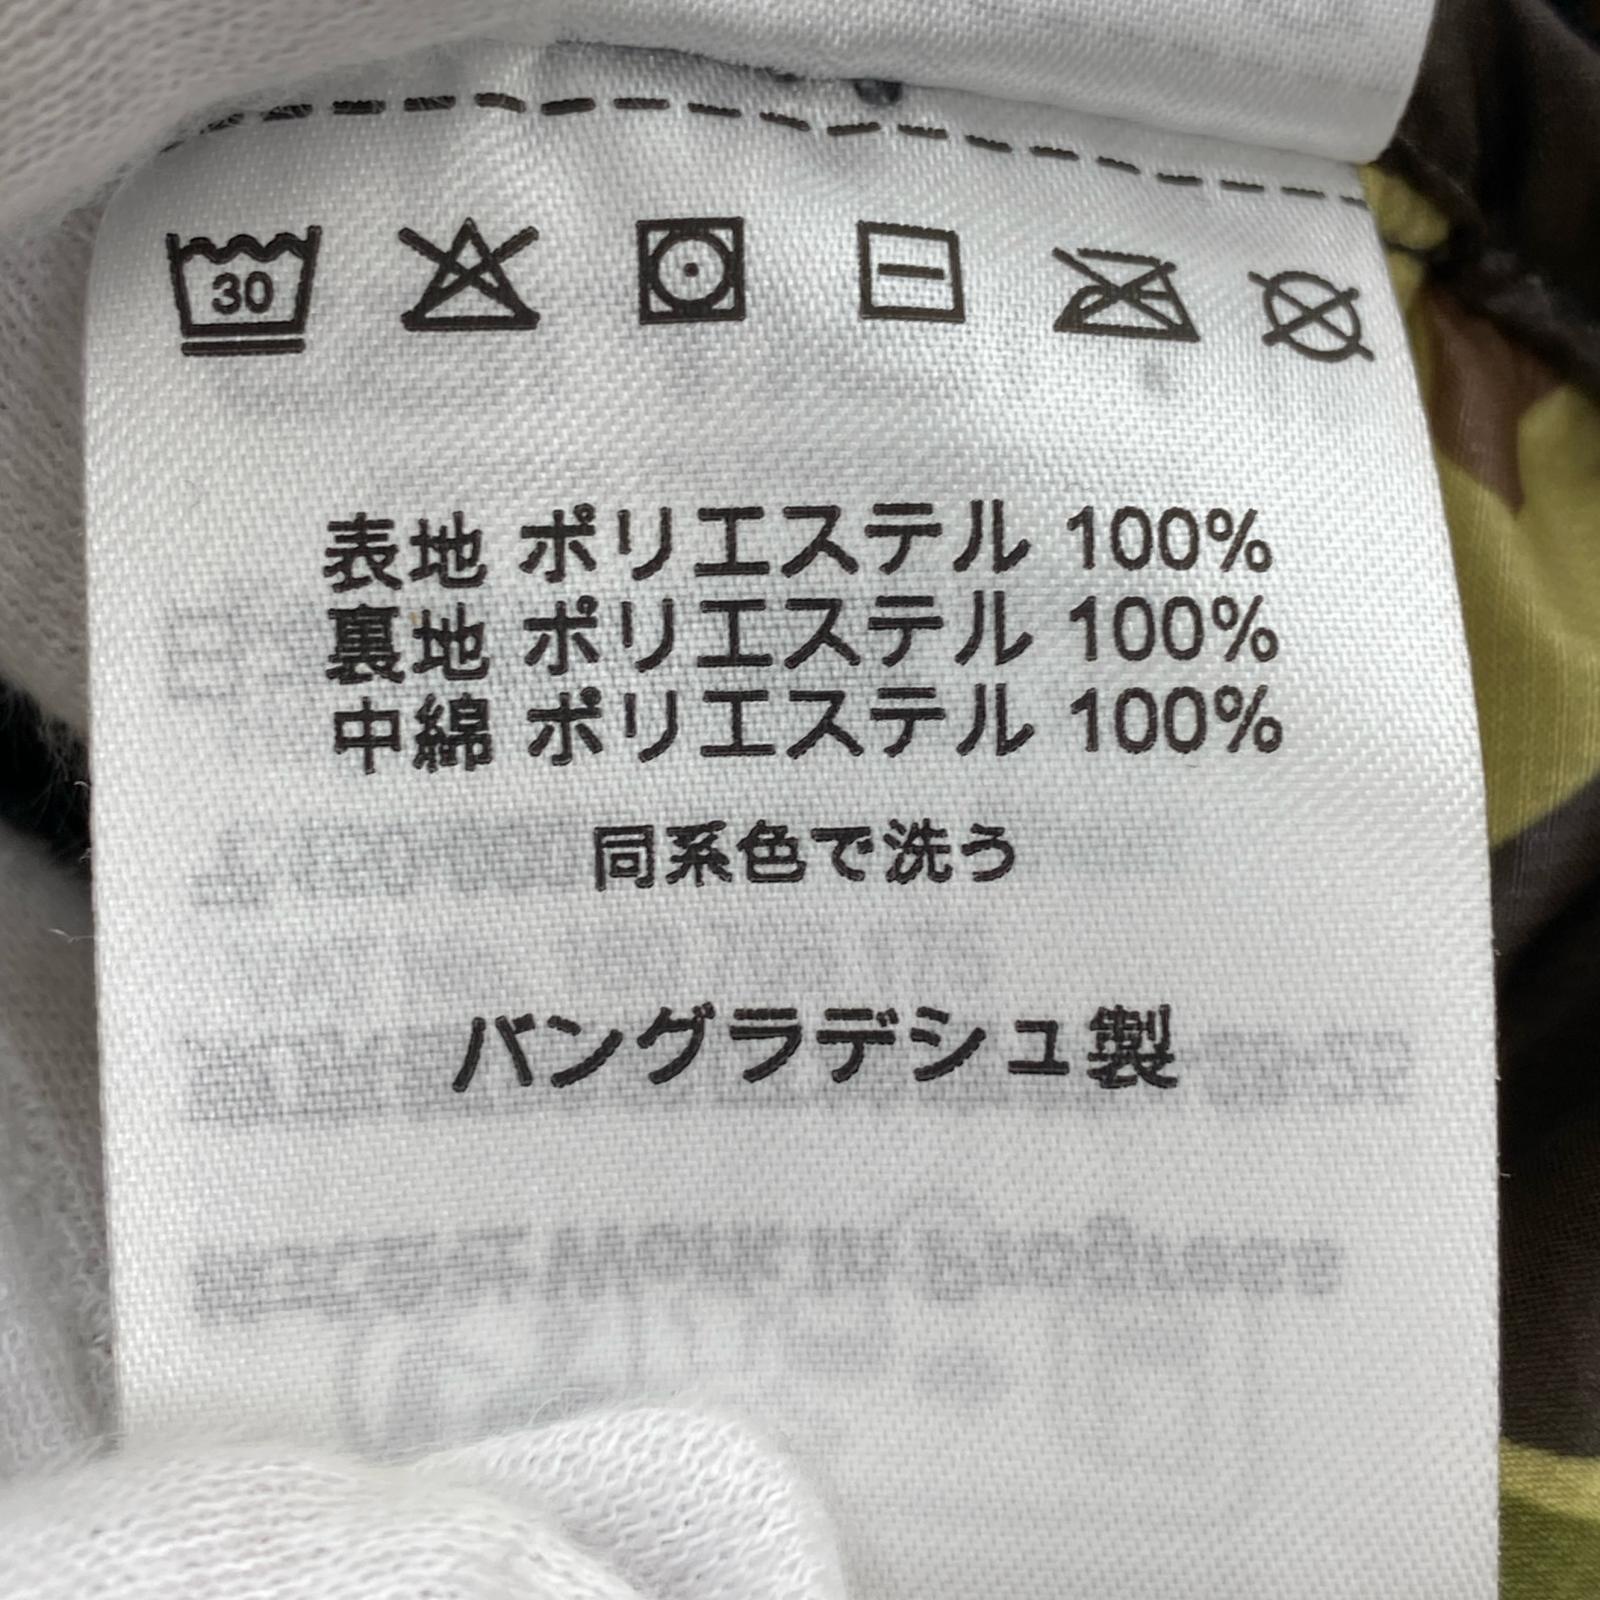 30
表地 ポリエステル 100%
裏地 ポリエステル 100%
中綿 ポリエステル 100%
同系色で洗う
バングラデシュ製